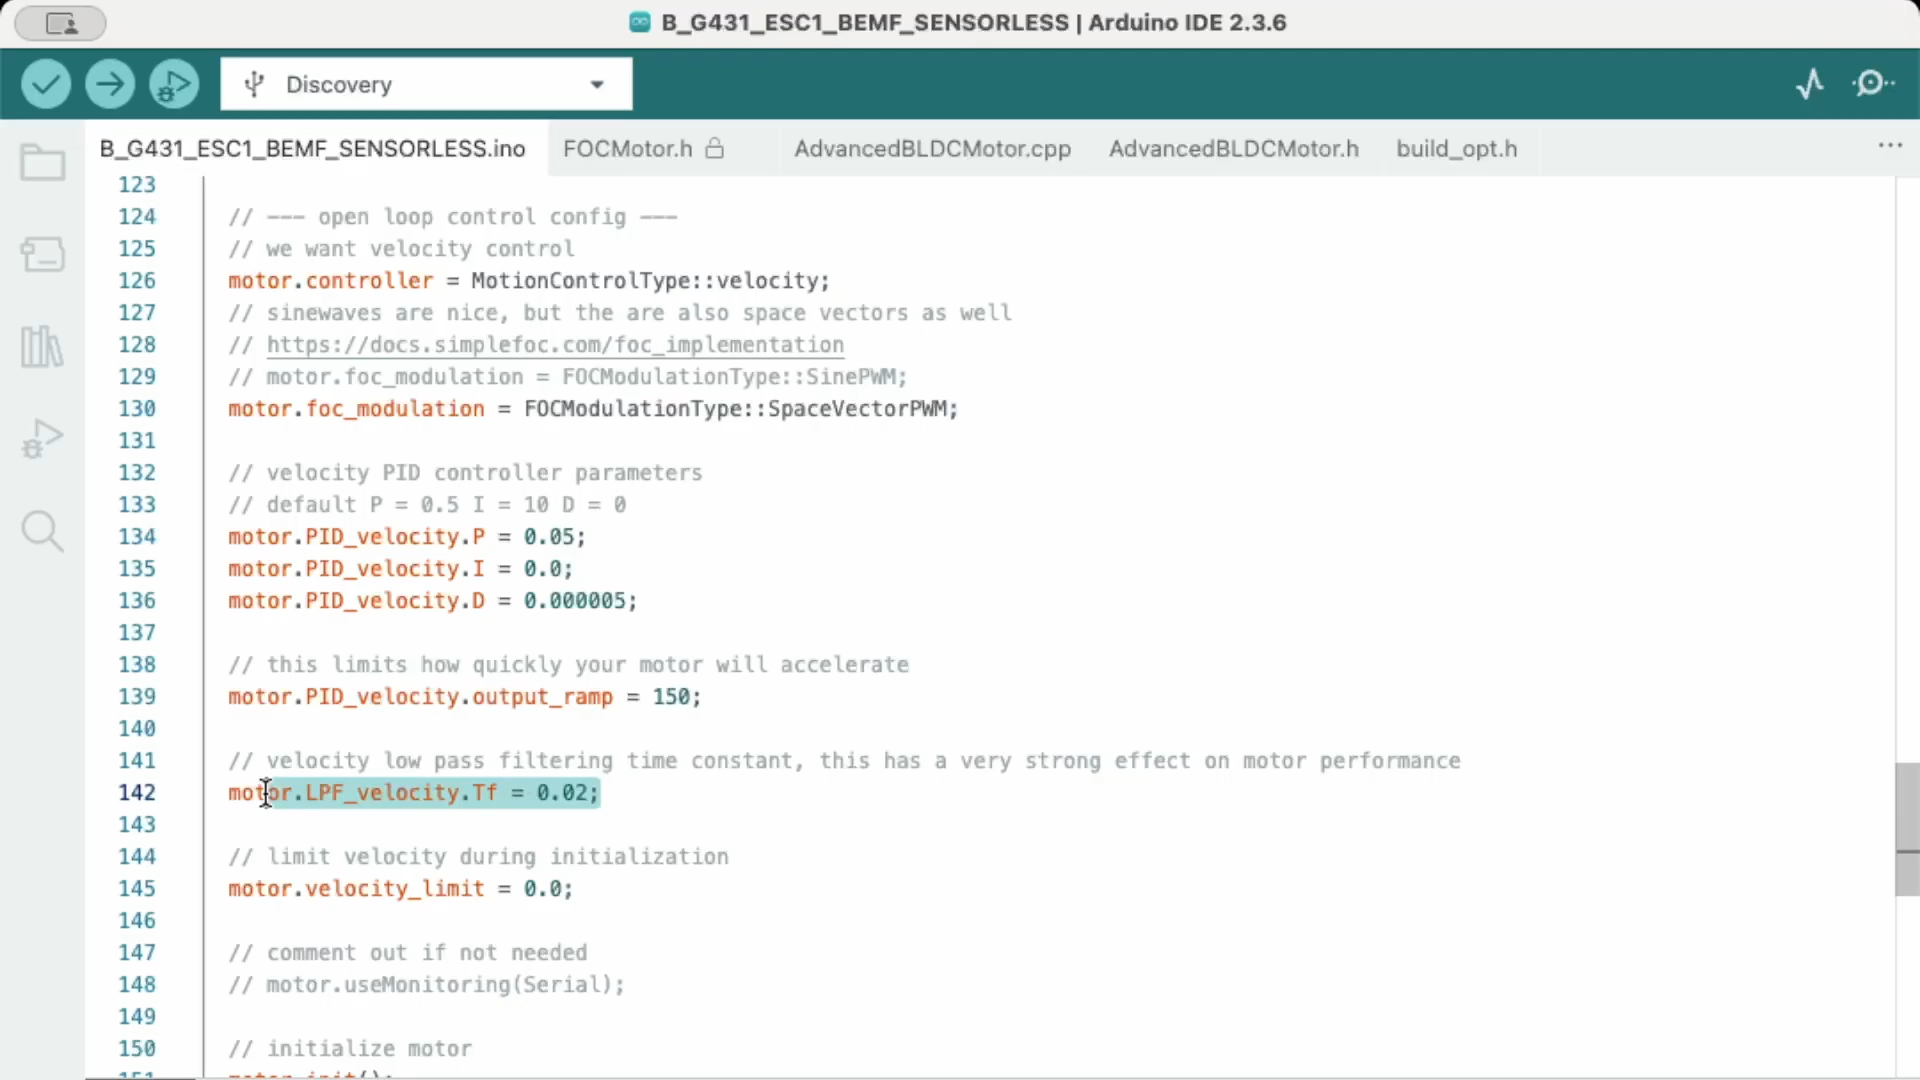 B_G431_ESC1_BEMF_SENSORLESS | Arduino IDE 2.3.6
Discovery
B_G431_ESC1_BEMF_SENSORLESS.ino FOCMotor.h AdvancedBLDCMotor.cpp AdvancedBLDCMotor.h build_opt.h ...
123
124 // --- open loop control config ---
125 // we want velocity control
126 motor.controller = MotionControlType::velocity;
127 // sinewaves are nice, but the are also space vectors as well
128 // https://docs.simplefoc.com/foc_implementation
129 // motor.foc_modulation = FOCModulationType::SinePWM;
130 motor.foc_modulation = FOCModulationType::SpaceVectorPWM;
131
132 // velocity PID controller parameters
133 // default P = 0.5 I = 10 D = 0
134 motor.PID_velocity.P = 0.05;
135 motor.PID_velocity.I = 0.0;
136 motor.PID_velocity.D = 0.000005;
137
138 // this limits how quickly your motor will accelerate
139 motor.PID_velocity.output_ramp = 150;
140
141 // velocity low pass filtering time constant, this has a very strong effect on motor performance
142 motor.LPF_velocity.Tf = 0.02;
143
144 // limit velocity during initialization
145 motor.velocity_limit = 0.0;
146
147 // comment out if not needed
148 // motor.useMonitoring(Serial);
149
150 // initialize motor
151 motor.init();